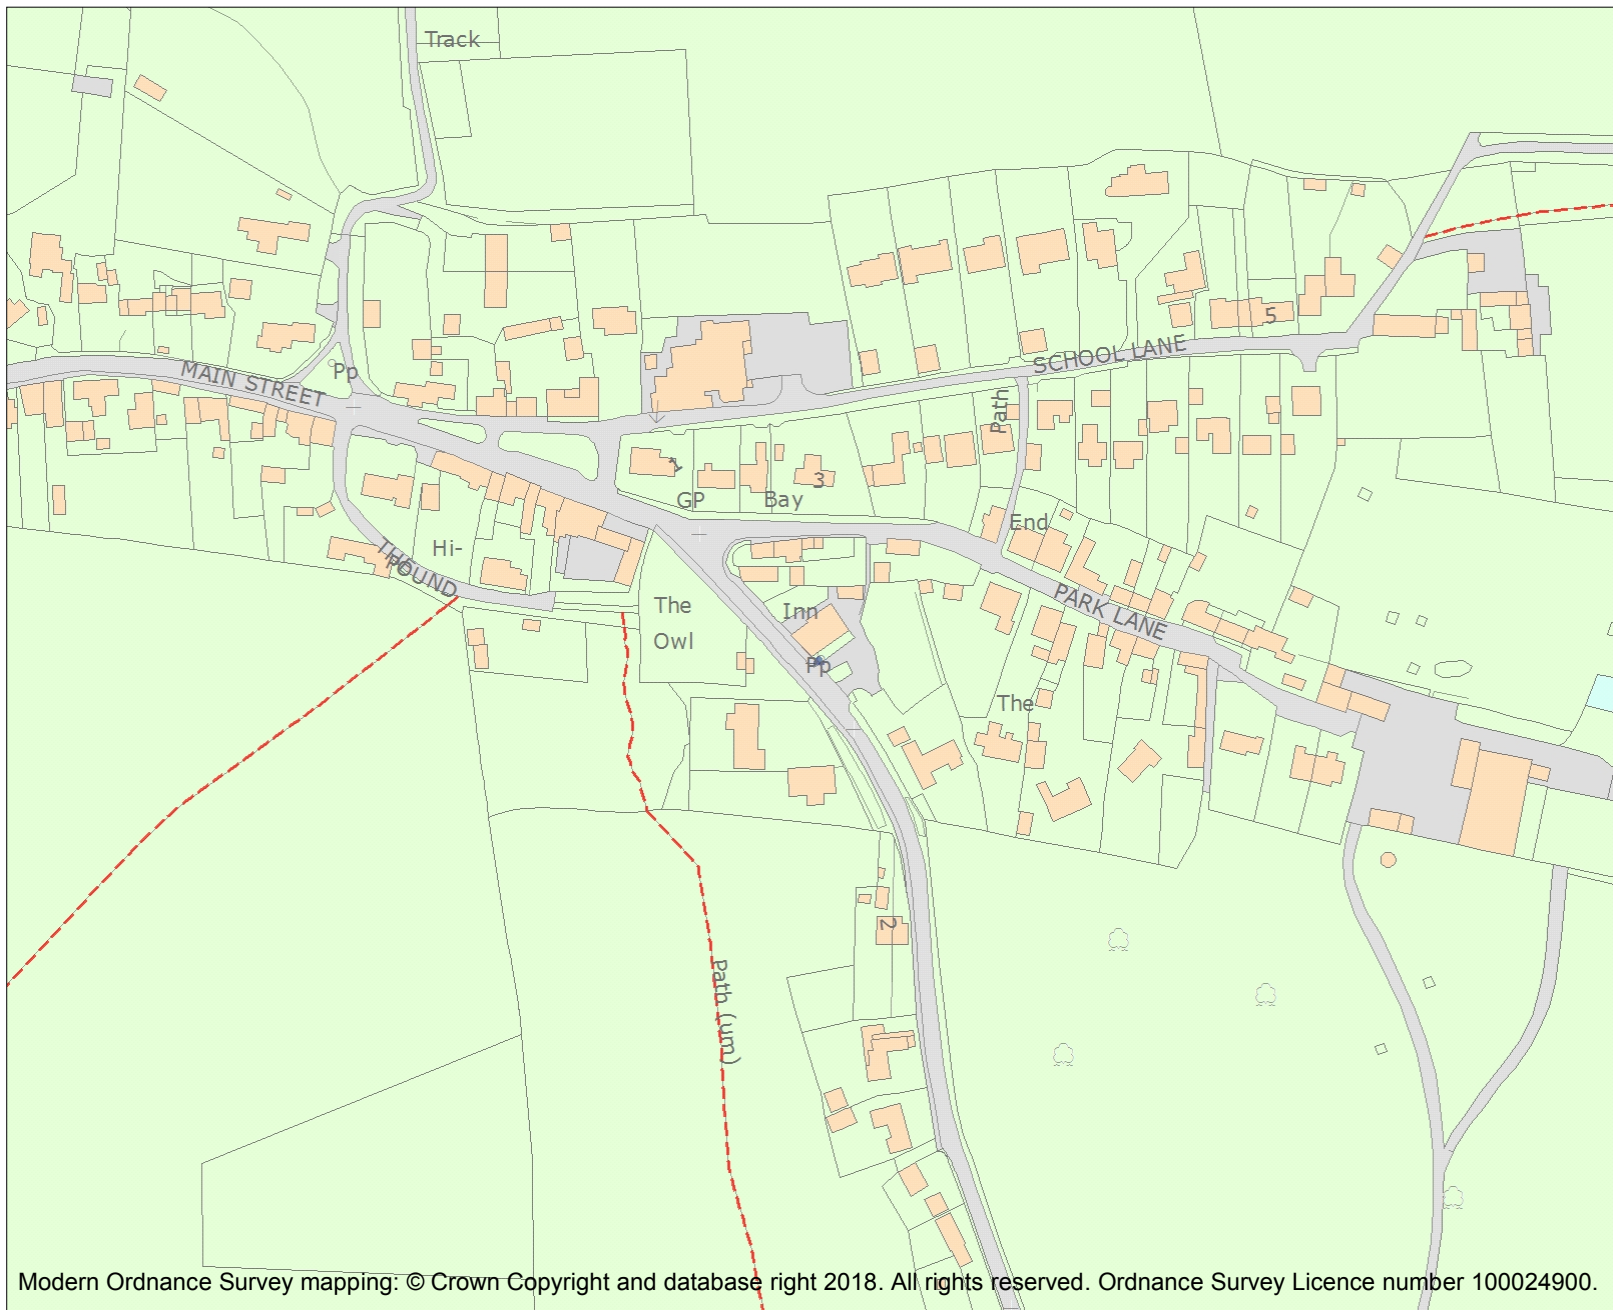 Track
MAIN STREET
Pp
SCHOOL LANE
5
Path
1
3
GP
Bay
End
Hi-
THE
POUND
The
Owl
Inn
Pp
PARK LANE
The
2
Path (um)
Modern Ordnance Survey mapping: © Crown Copyright and database right 2018. All rights reserved. Ordnance Survey Licence number 100024900.